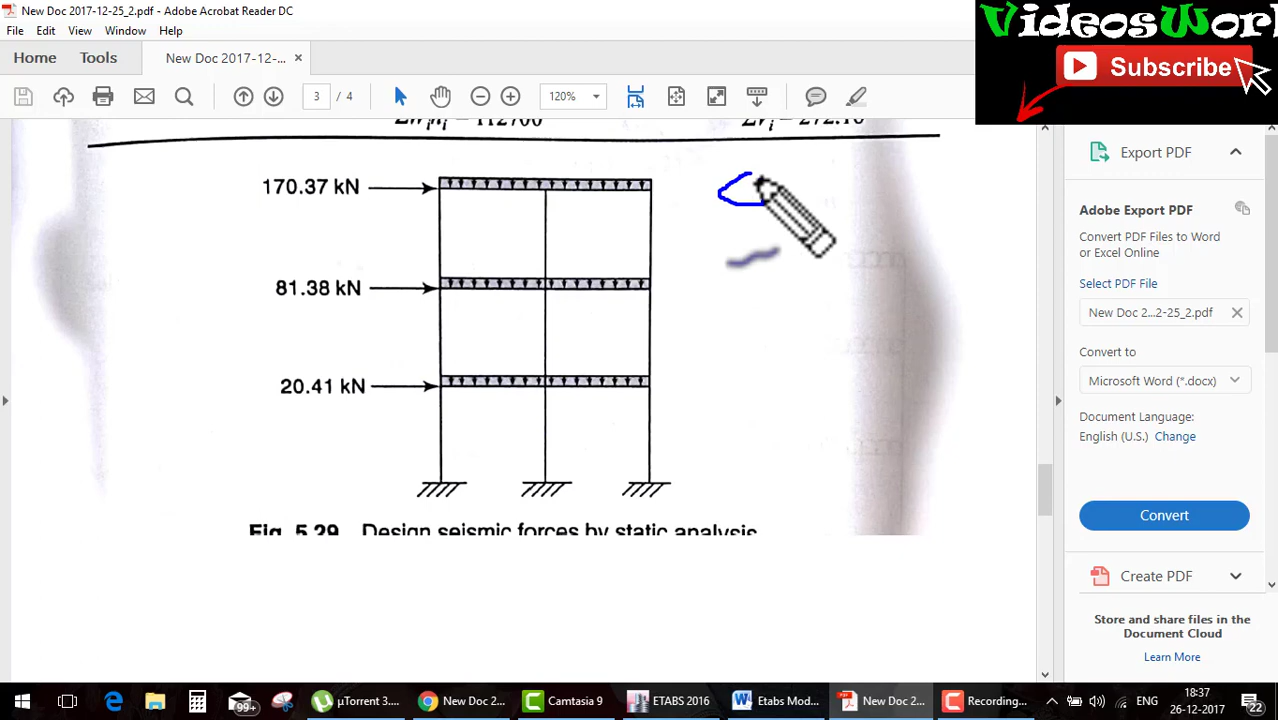 New Doc 2017-12-25_2.pdf - Adobe Acrobat Reader DC
VideosWorl
File Edit View Window Help
Subscribe
Home Tools New Doc 2017-12-... ×
3 / 4 120%
170.37 kN
81.38 kN
20.41 kN
Fig. 5.29 Design seismic forces by static analysis
Export PDF
Adobe Export PDF
Convert PDF Files to Word
or Excel Online
Select PDF File
New Doc 2...2-25_2.pdf ×
Convert to
Microsoft Word (*.docx)
Document Language:
English (U.S.) Change
Convert
Create PDF
Store and share files in the
Document Cloud
Learn More
99+ µTorrent 3.... New Doc 2... Camtasia 9 ETABS 2016 Etabs Mod... New Doc 2... Recording... ENG 18:37
26-12-2017 22